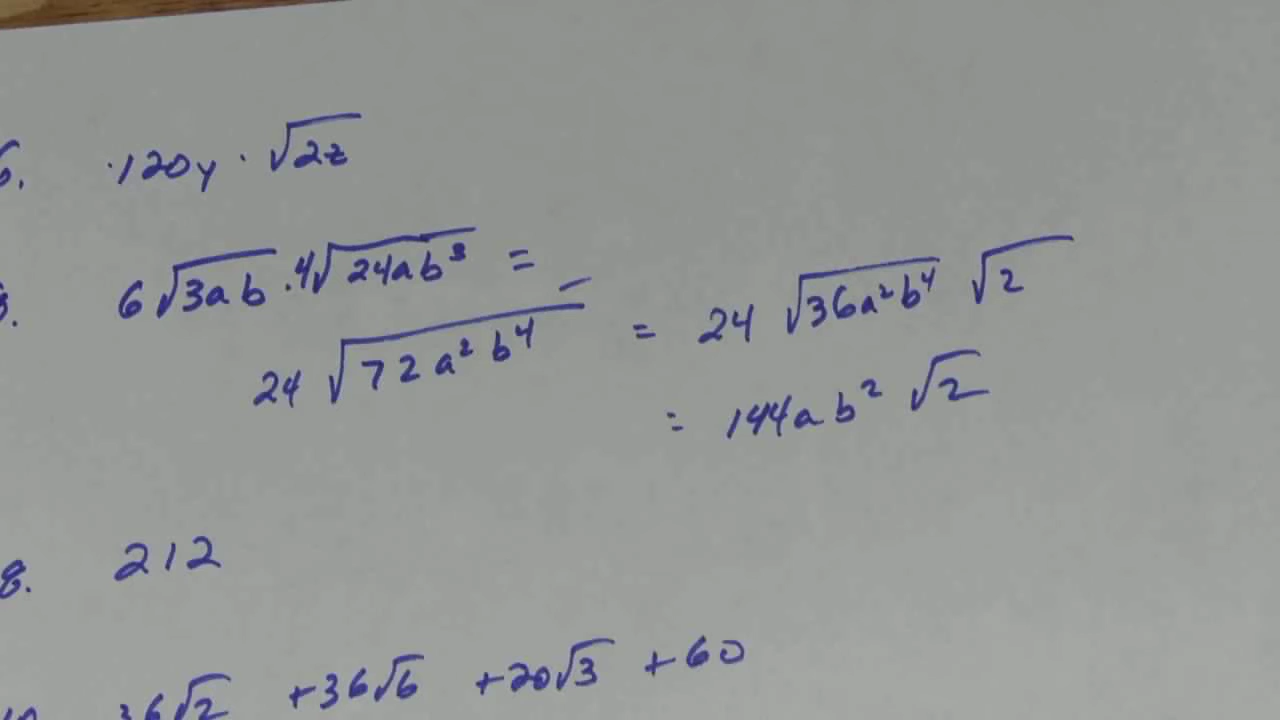 6. ·120y · √2z
6√3ab · 4√24ab³ =
24√72a²b⁴ = 24√36a²b⁴ √2
= 144ab²√2
8. 212
36√2 +36√6 +20√3 +60